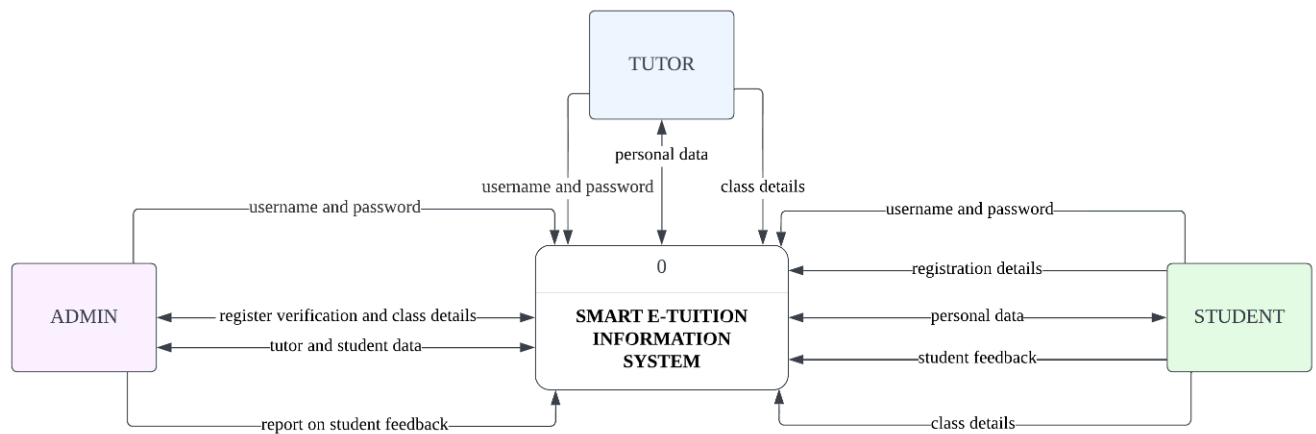 TUTOR
personal data
username and password
class details
username and password
username and password
0
registration details
ADMIN
register verification and class details
SMART E-TUITION
INFORMATION
SYSTEM
personal data
STUDENT
tutor and student data
student feedback
report on student feedback
class details